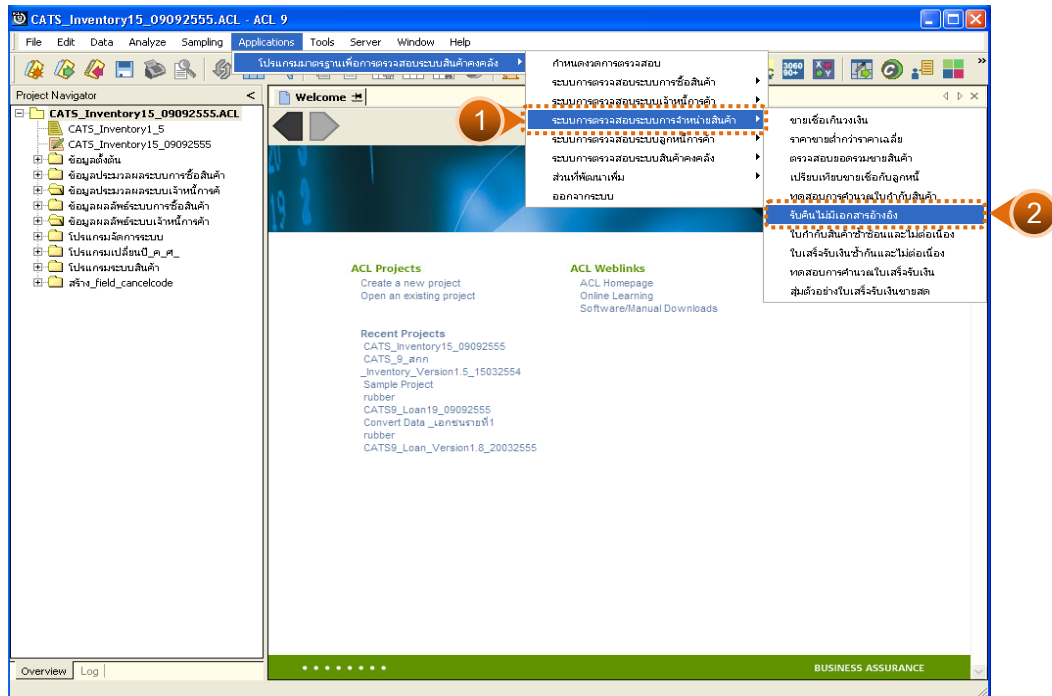 CATS_Inventory15_09092555.ACL - ACL 9
File Edit Data Analyze Sampling Applications Tools Server Window Help
โปรแกรมมาตรฐานเพื่อการตรวจสอบระบบสินค้าคงคลัง
กำหนดงวดการตรวจสอบ
ระบบการตรวจสอบระบบการซื้อสินค้า
ระบบการตรวจสอบระบบเจ้าหนี้การค้า
ระบบการตรวจสอบระบบการจำหน่ายสินค้า
ระบบการตรวจสอบระบบลูกหนี้การค้า
ระบบการตรวจสอบระบบสินค้าคงคลัง
ส่วนที่พัฒนาเพิ่ม
ออกจากระบบ
1
ขายเชื่อเกินวงเงิน
ราคาขายต่ำกว่าราคาเฉลี่ย
ตรวจสอบยอดรวมขายสินค้า
เปรียบเทียบขายเชื่อกับลูกหนี้
ทดสอบการคำนวณใบกำกับสินค้า
รับคืนไม่มีเอกสารอ้างอิง
ใบกำกับสินค้าซ้ำซ้อนและไม่ต่อเนื่อง
ใบเสร็จรับเงินซ้ำกันและไม่ต่อเนื่อง
ทดสอบการคำนวณใบเสร็จรับเงิน
สุ่มตัวอย่างใบเสร็จรับเงินขายสด
2
Project Navigator <
CATS_Inventory15_09092555.ACL
CATS_Inventory1_5
CATS_Inventory15_09092555
ข้อมูลตั้งต้น
ข้อมูลประมวลผลระบบการซื้อสินค้า
ข้อมูลประมวลผลระบบเจ้าหนี้การค้
ข้อมูลผลลัพธ์ระบบการซื้อสินค้า
ข้อมูลผลลัพธ์ระบบเจ้าหนี้การค้า
โปรแกรมจัดการระบบ
โปรแกรมเปลี่ยนปี_ค_ศ_
โปรแกรมระบบสินค้า
สร้าง_field_cancelcode
Welcome
ACL Projects
Create a new project
Open an existing project
Recent Projects
CATS_Inventory15_09092555
CATS_9_สกก
_Inventory_Version1.5_15032554
Sample Project
rubber
CATS9_Loan19_09092555
Convert Data _เอกชนรายที่1
rubber
CATS9_Loan_Version1.8_20032555
ACL Weblinks
ACL Homepage
Online Learning
Software/Manual Downloads
BUSINESS ASSURANCE
Overview Log